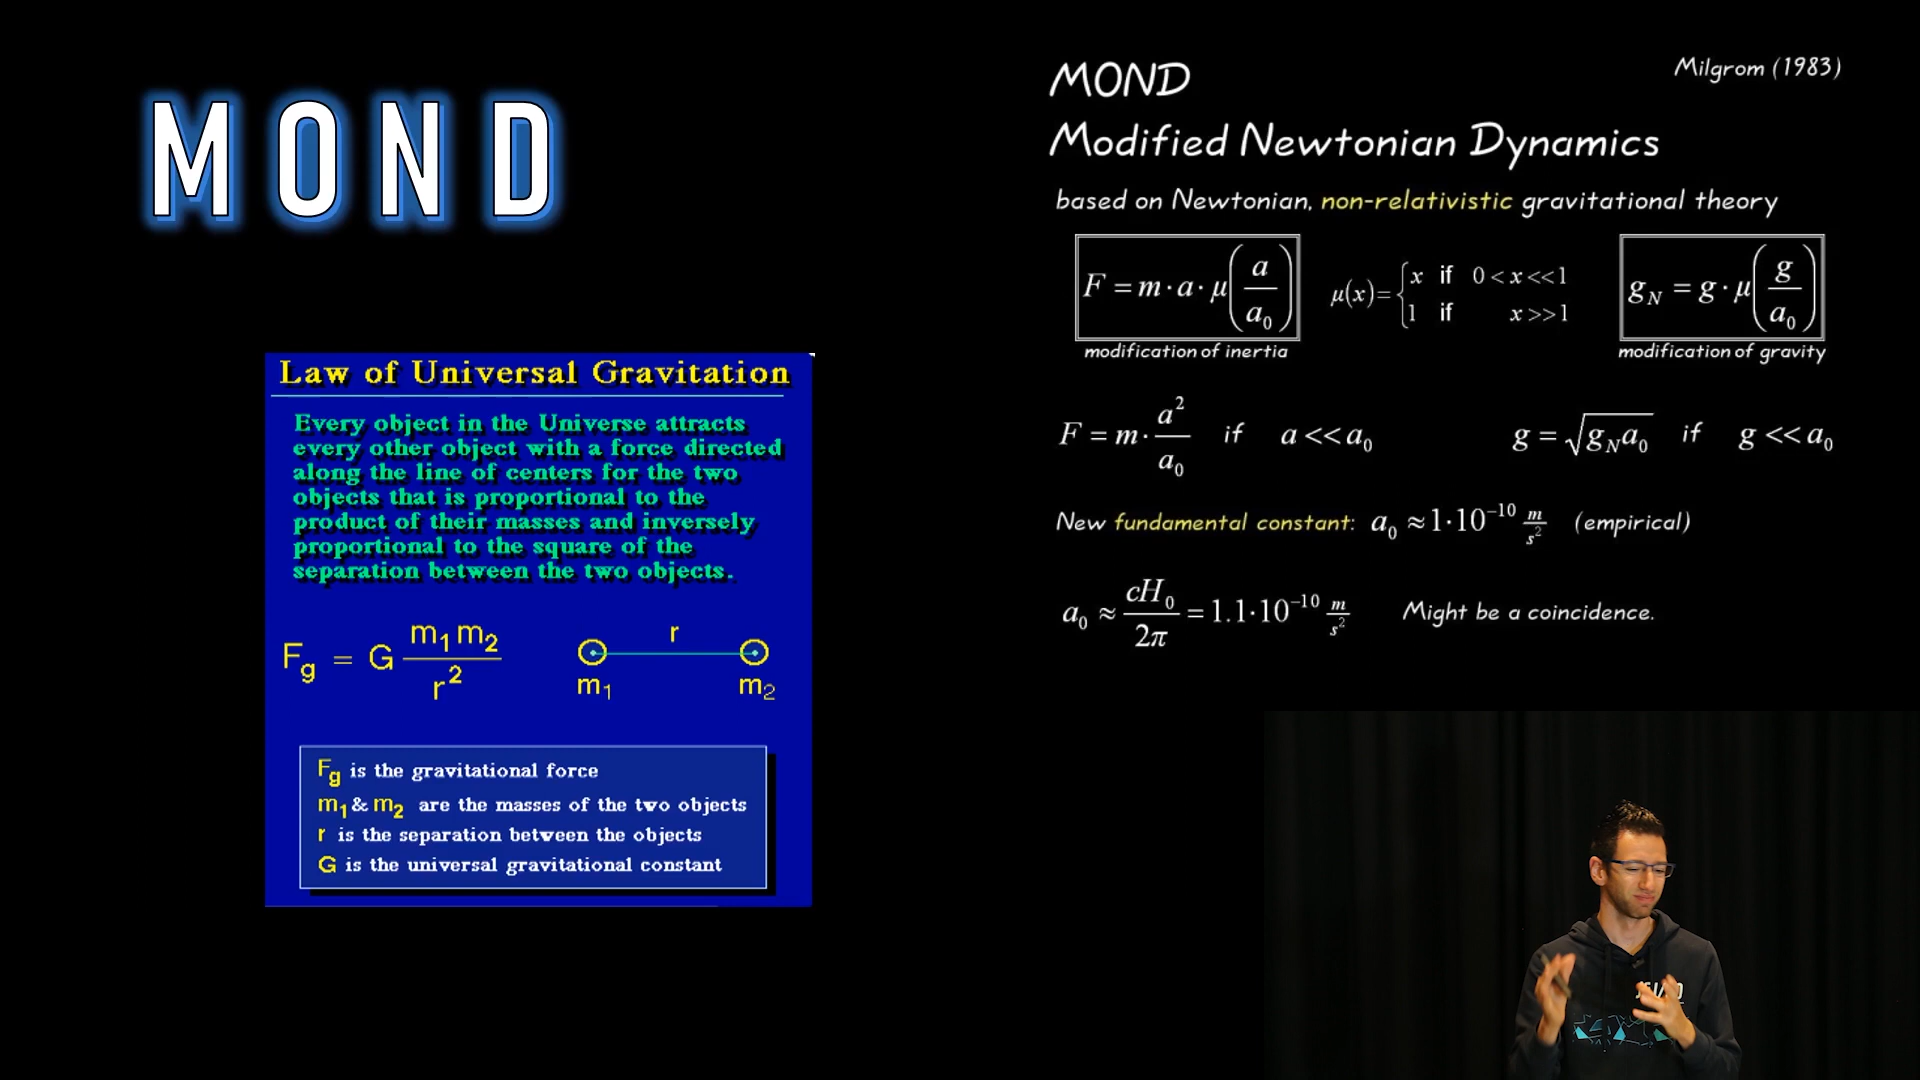 MOND
Law of Universal Gravitation
Every object in the Universe attracts
every other object with a force directed
along the line of centers for the two
objects that is proportional to the
product of their masses and inversely
proportional to the square of the
separation between the two objects.
F_g = G m₁m₂ / r²
r
m₁ m₂
F_g is the gravitational force
m₁ & m₂ are the masses of the two objects
r is the separation between the objects
G is the universal gravitational constant
MOND
Milgrom (1983)
Modified Newtonian Dynamics
based on Newtonian, non-relativistic gravitational theory
F = m · a · μ(a/a₀) μ(x) = { x if 0 < x << 1 g_N = g · μ(g/a₀)
1 if x >> 1
modification of inertia modification of gravity
F = m · a²/a₀ if a << a₀ g = √(g_N a₀) if g << a₀
New fundamental constant: a₀ ≈ 1·10⁻¹⁰ m/s² (empirical)
a₀ ≈ cH₀/2π = 1.1·10⁻¹⁰ m/s² Might be a coincidence.